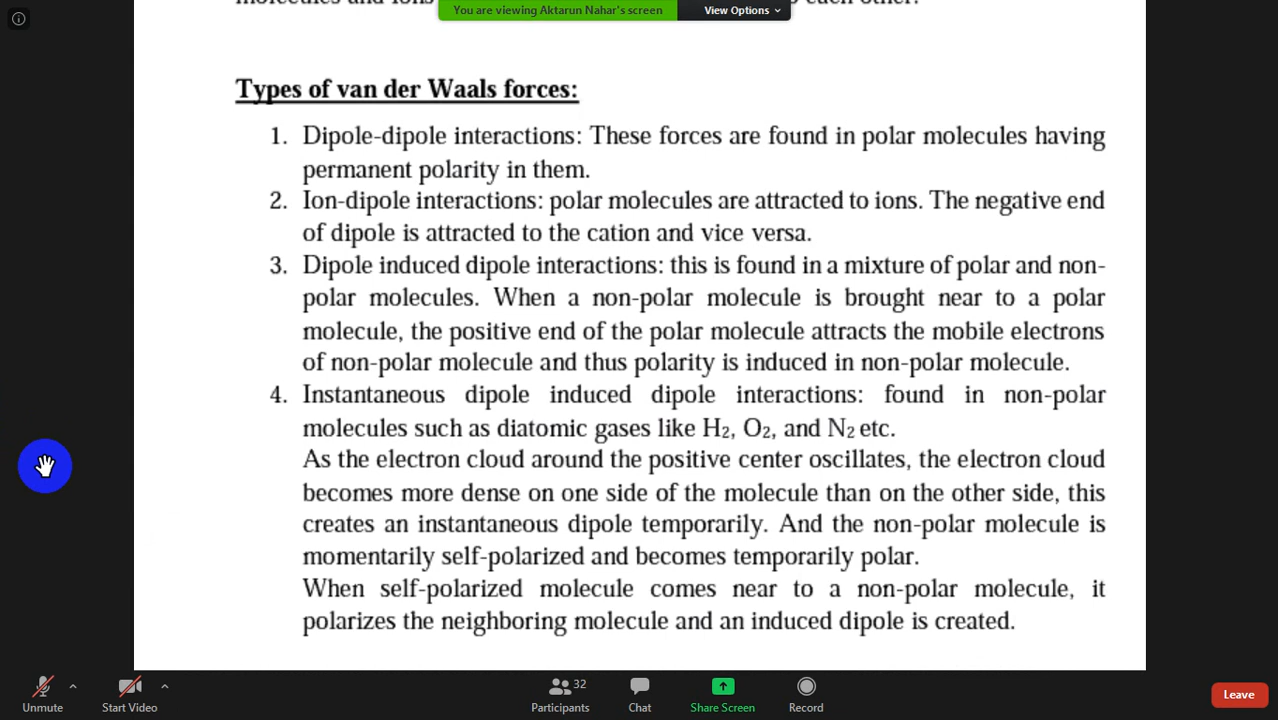 molecules and ions
You are viewing Aktarun Nahar's screen
View Options
each other.
Types of van der Waals forces:
1. Dipole-dipole interactions: These forces are found in polar molecules having
permanent polarity in them.
2. Ion-dipole interactions: polar molecules are attracted to ions. The negative end
of dipole is attracted to the cation and vice versa.
3. Dipole induced dipole interactions: this is found in a mixture of polar and non-
polar molecules. When a non-polar molecule is brought near to a polar
molecule, the positive end of the polar molecule attracts the mobile electrons
of non-polar molecule and thus polarity is induced in non-polar molecule.
4. Instantaneous dipole induced dipole interactions: found in non-polar
molecules such as diatomic gases like H₂, O₂, and N₂ etc.
As the electron cloud around the positive center oscillates, the electron cloud
becomes more dense on one side of the molecule than on the other side, this
creates an instantaneous dipole temporarily. And the non-polar molecule is
momentarily self-polarized and becomes temporarily polar.
When self-polarized molecule comes near to a non-polar molecule, it
polarizes the neighboring molecule and an induced dipole is created.
32
Unmute
Start Video
Participants
Chat
Share Screen
Record
Leave